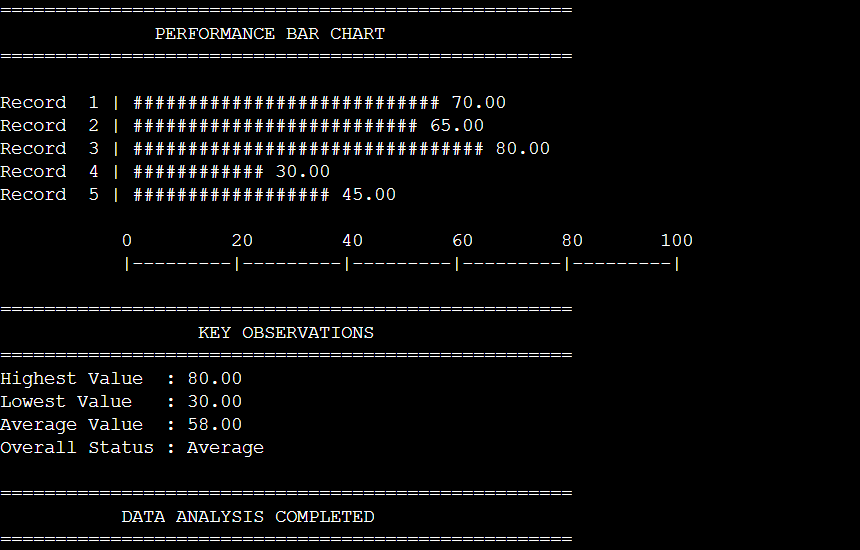 ====================================================
              PERFORMANCE BAR CHART
====================================================
Record  1 | ############################ 70.00
Record  2 | ########################## 65.00
Record  3 | ################################ 80.00
Record  4 | ############ 30.00
Record  5 | ################## 45.00
           0         20        40        60        80       100
           |---------|---------|---------|---------|---------|
====================================================
                  KEY OBSERVATIONS
====================================================
Highest Value  : 80.00
Lowest Value   : 30.00
Average Value  : 58.00
Overall Status : Average
====================================================
           DATA ANALYSIS COMPLETED
====================================================